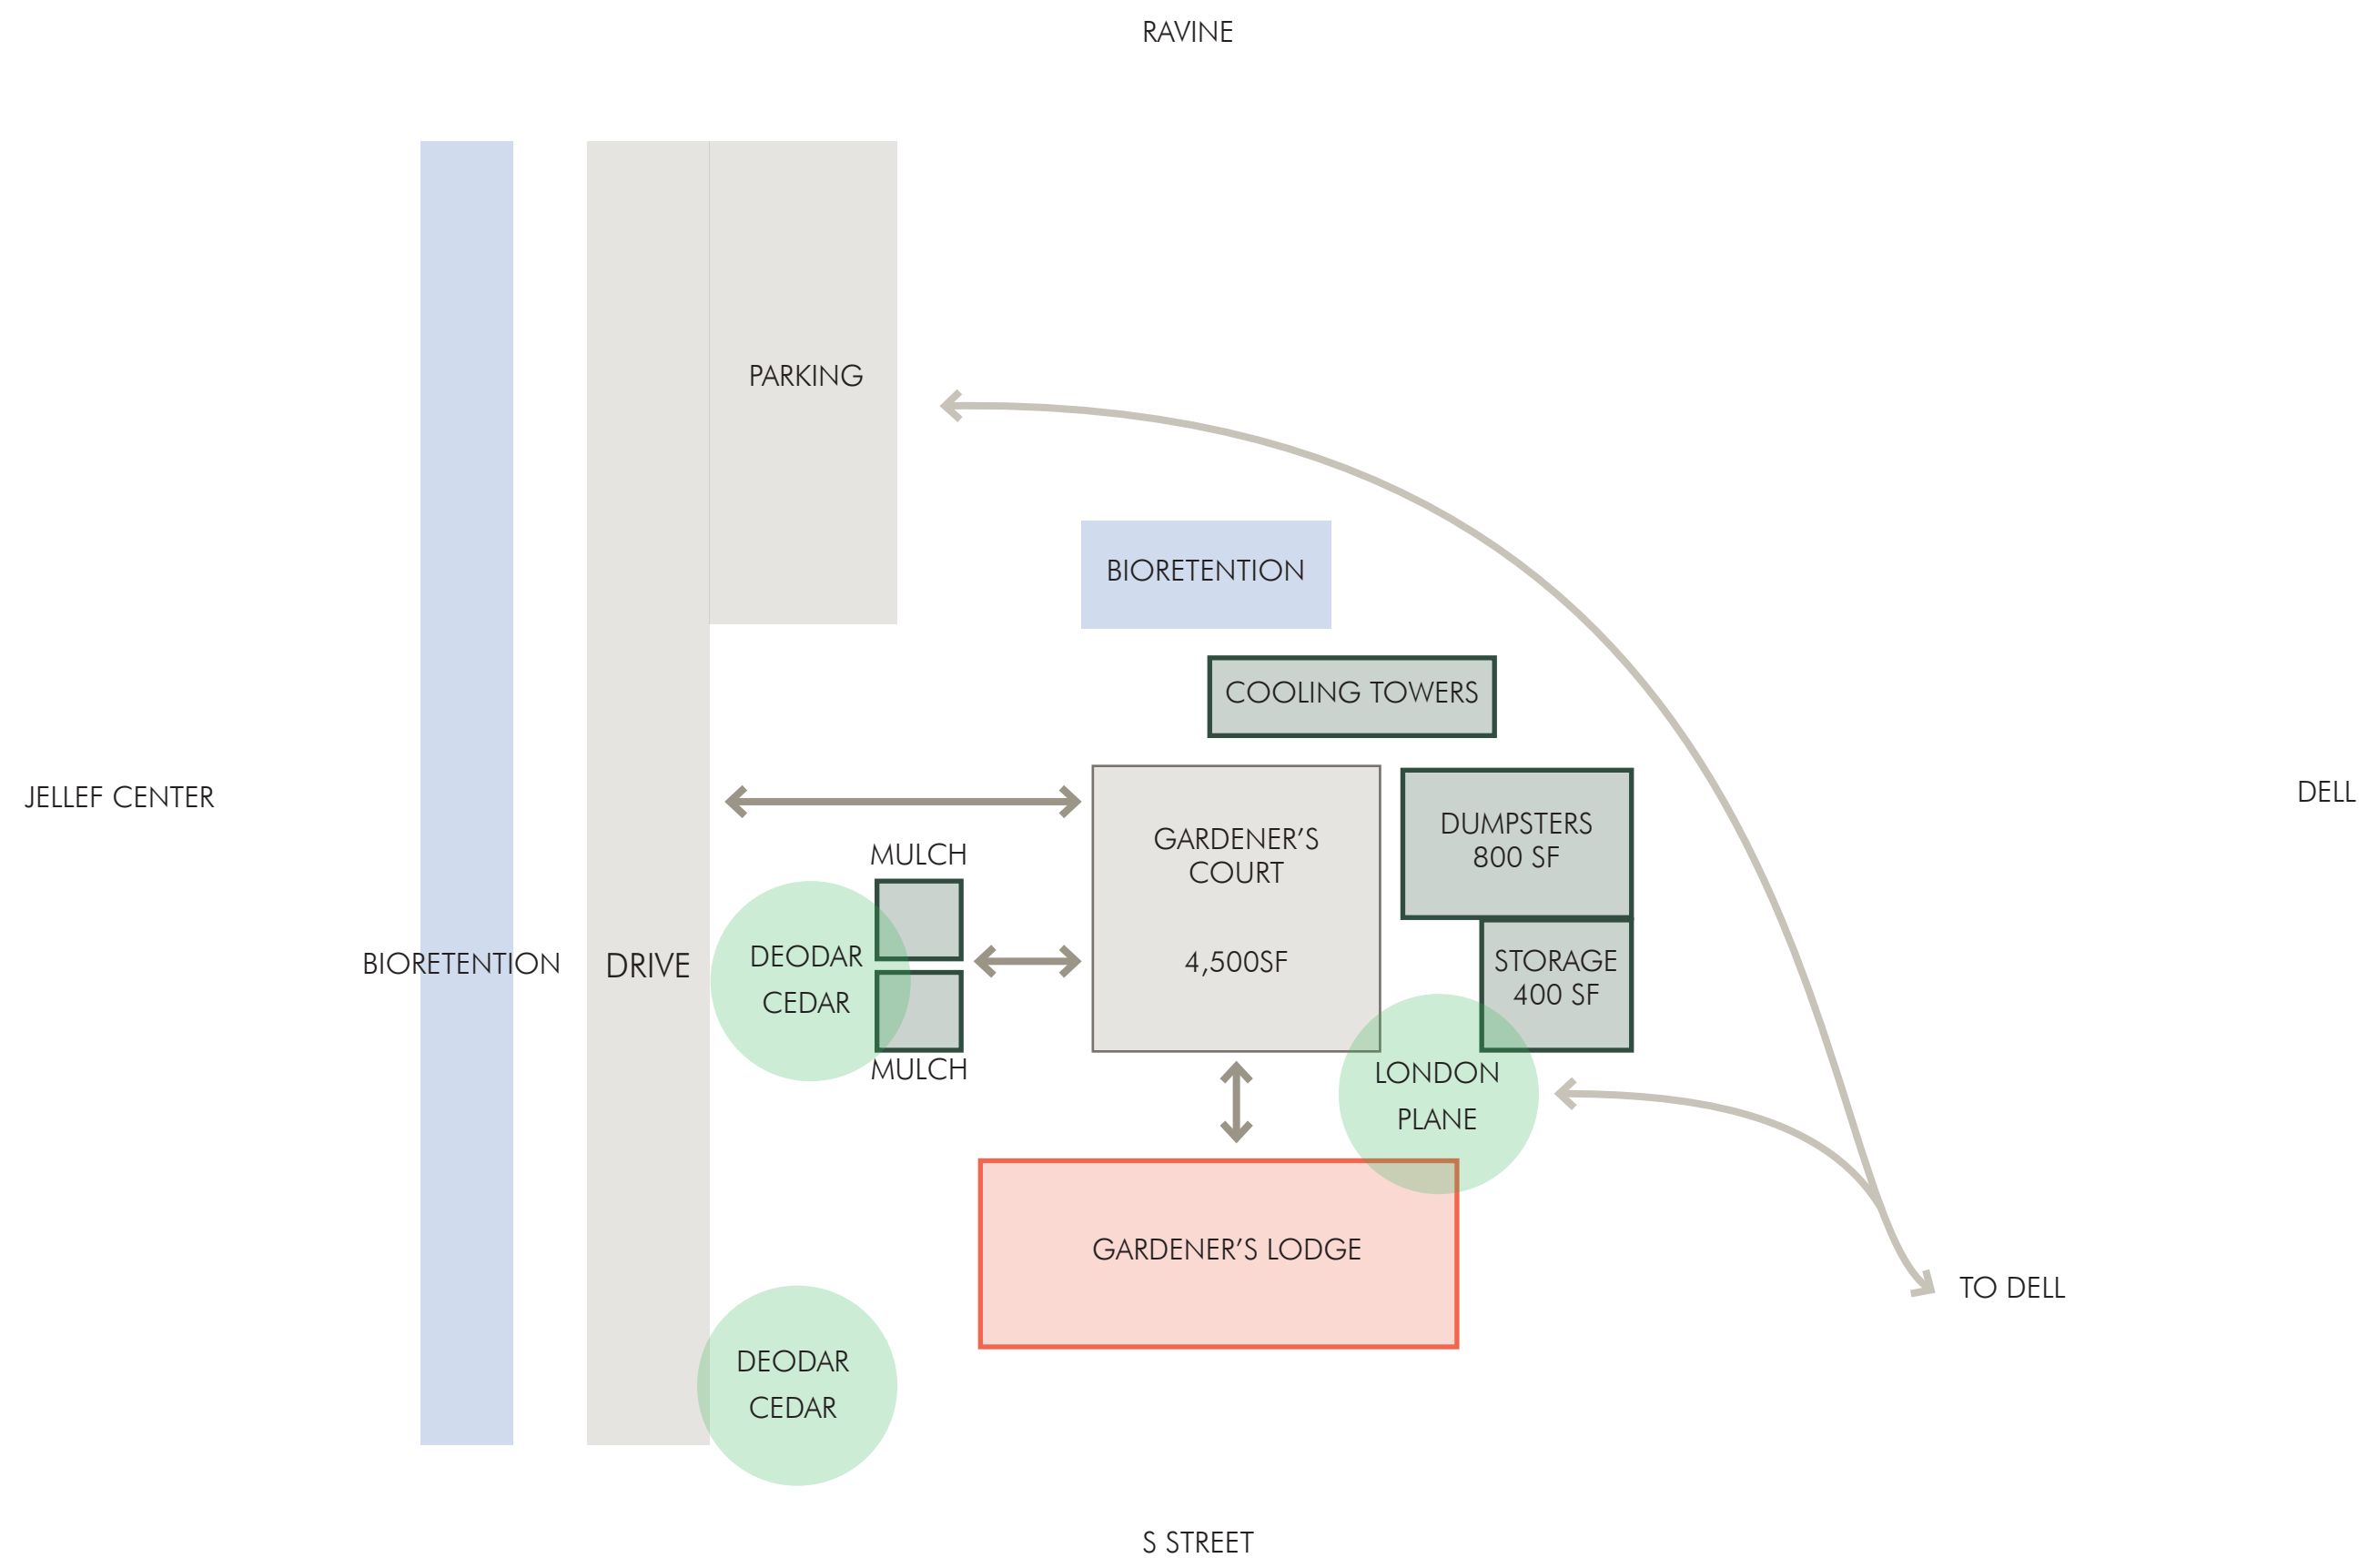 RAVINE
PARKING
BIORETENTION
COOLING TOWERS
JELLEF CENTER
DELL
DUMPSTERS
800 SF
GARDENER’S
COURT
4,500SF
MULCH
DEODAR
CEDAR
MULCH
BIORETENTION
DRIVE
STORAGE
400 SF
LONDON
PLANE
GARDENER’S LODGE
TO DELL
DEODAR
CEDAR
S STREET